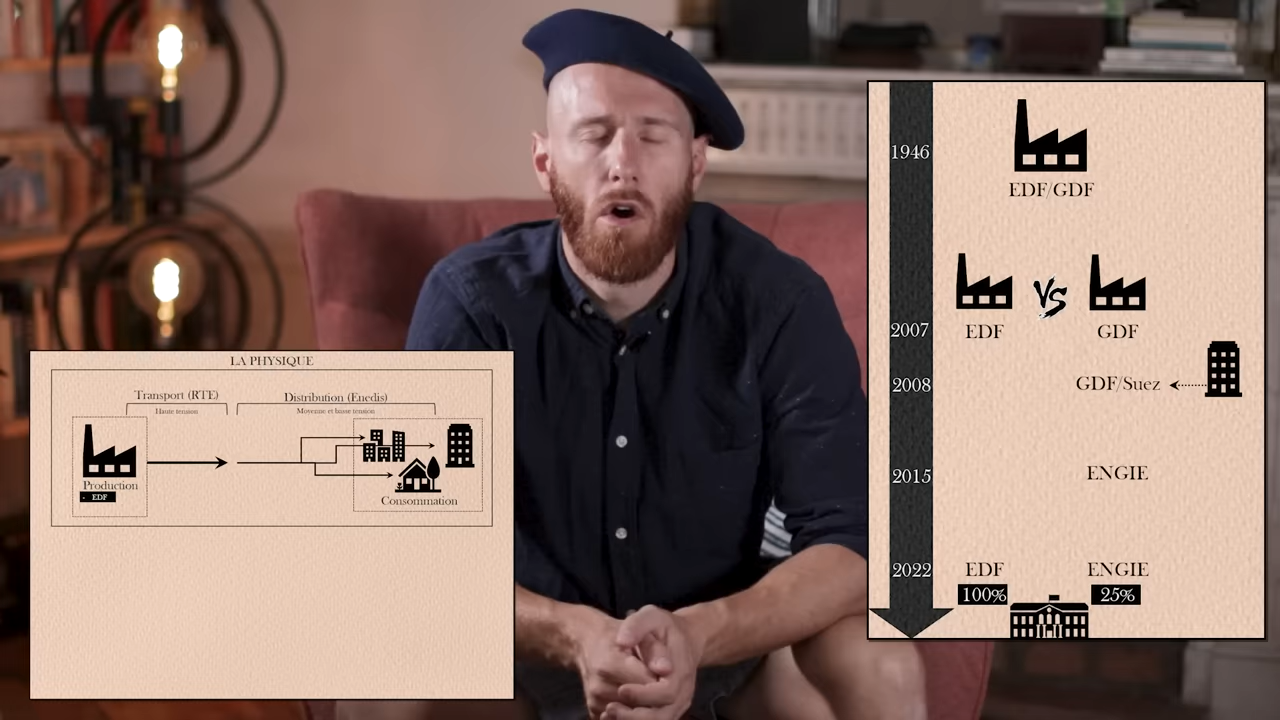 LA PHYSIQUE
Transport (RTE)
Haute tension
Distribution (Enedis)
Moyenne et basse tension
Production
- EDF
Consommation
1946
EDF/GDF
VS
EDF
GDF
2007
2008
GDF/Suez
2015
ENGIE
2022
EDF
ENGIE
100%
25%